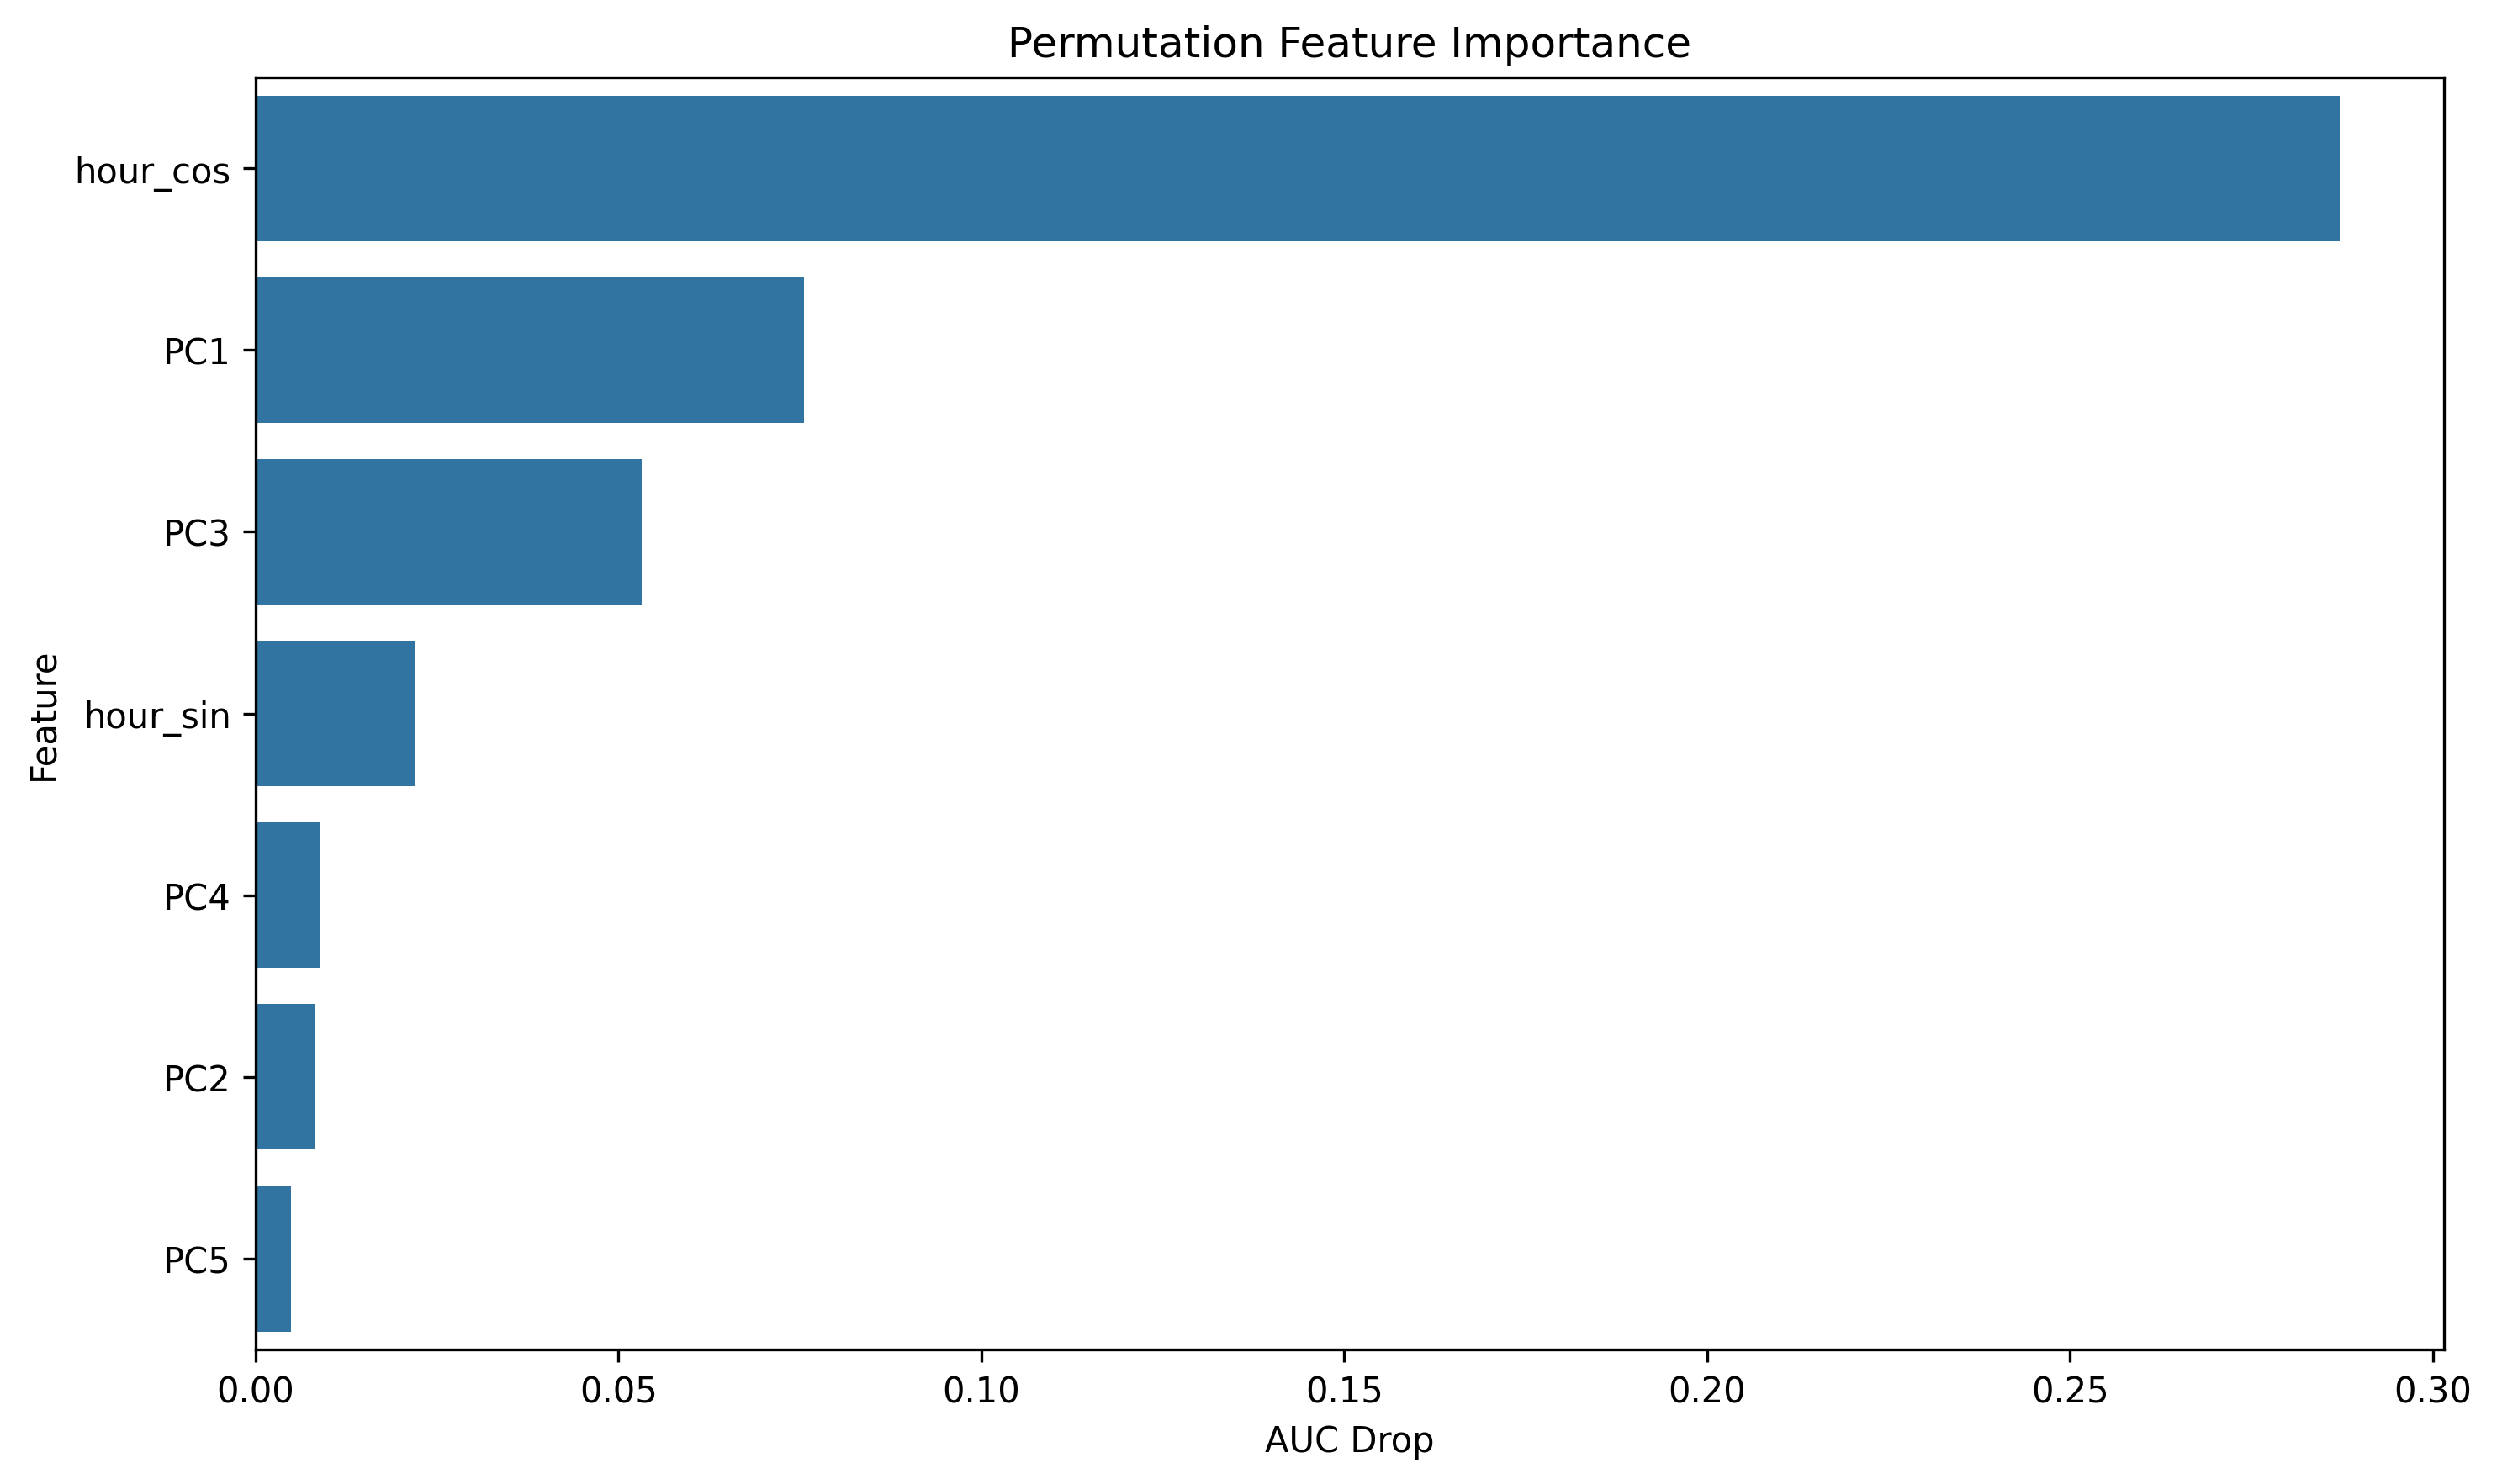 Permutation Feature Importance
hour_cos
PC1
PC3
hour_sin
PC4
PC2
PC5
Feature
0.00 0.05 0.10 0.15 0.20 0.25 0.30
AUC Drop